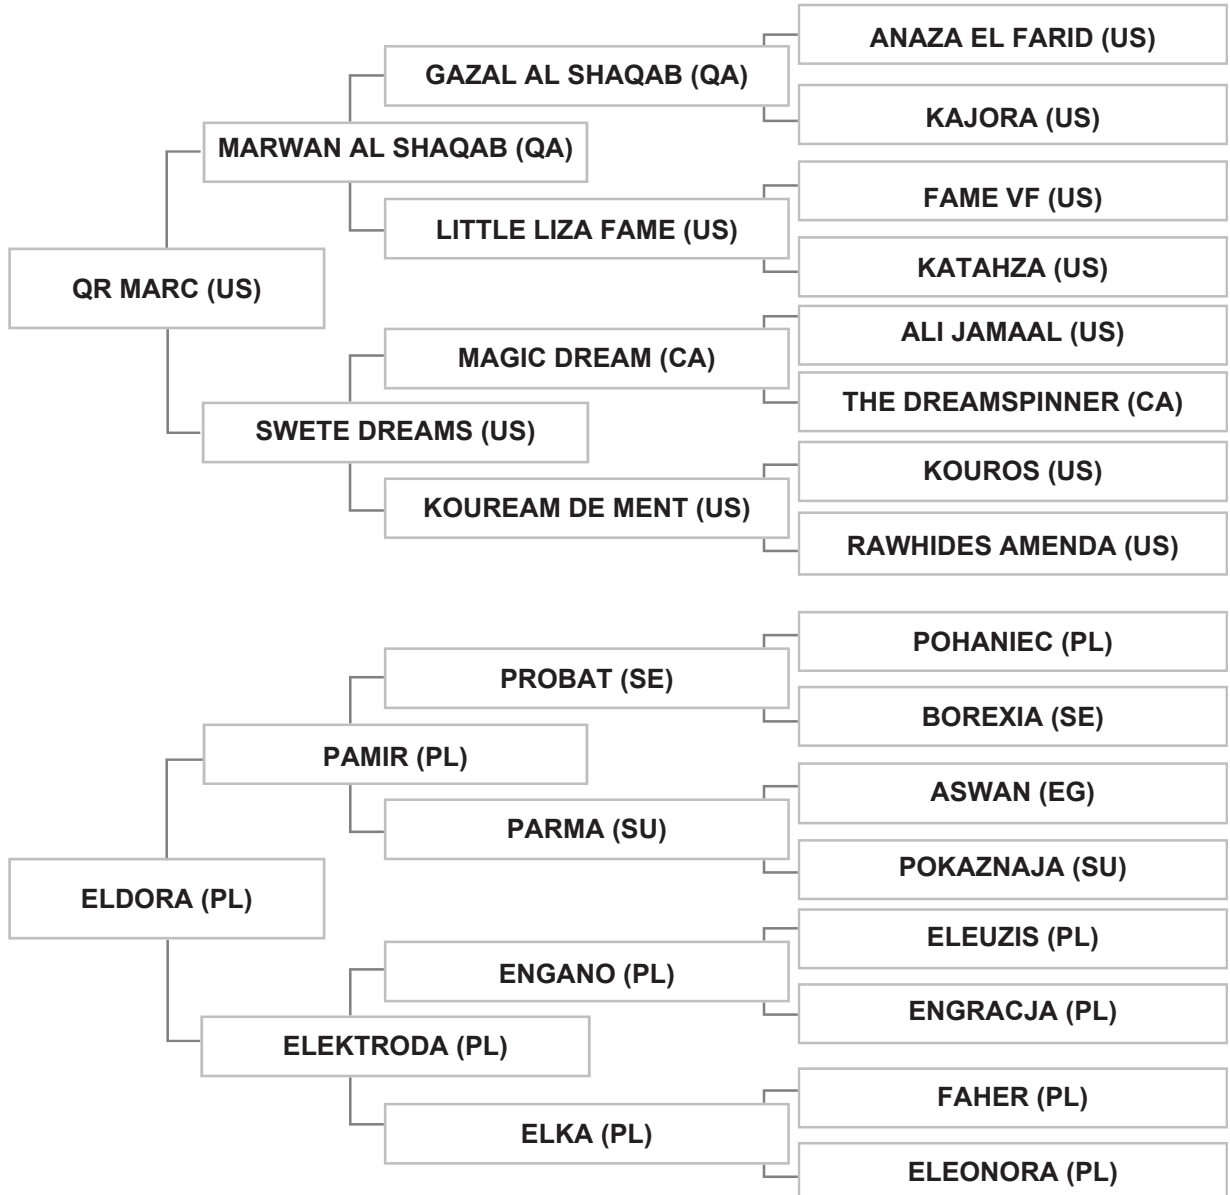 ANAZA EL FARID (US)
GAZAL AL SHAQAB (QA)
KAJORA (US)
MARWAN AL SHAQAB (QA)
FAME VF (US)
LITTLE LIZA FAME (US)
KATAHZA (US)
QR MARC (US)
ALI JAMAAL (US)
MAGIC DREAM (CA)
THE DREAMSPINNER (CA)
SWETE DREAMS (US)
KOUROS (US)
KOUREAM DE MENT (US)
RAWHIDES AMENDA (US)
POHANIEC (PL)
PROBAT (SE)
BOREXIA (SE)
PAMIR (PL)
ASWAN (EG)
PARMA (SU)
POKAZNAJA (SU)
ELDORA (PL)
ELEUZIS (PL)
ENGANO (PL)
ENGRACJA (PL)
ELEKTRODA (PL)
FAHER (PL)
ELKA (PL)
ELEONORA (PL)